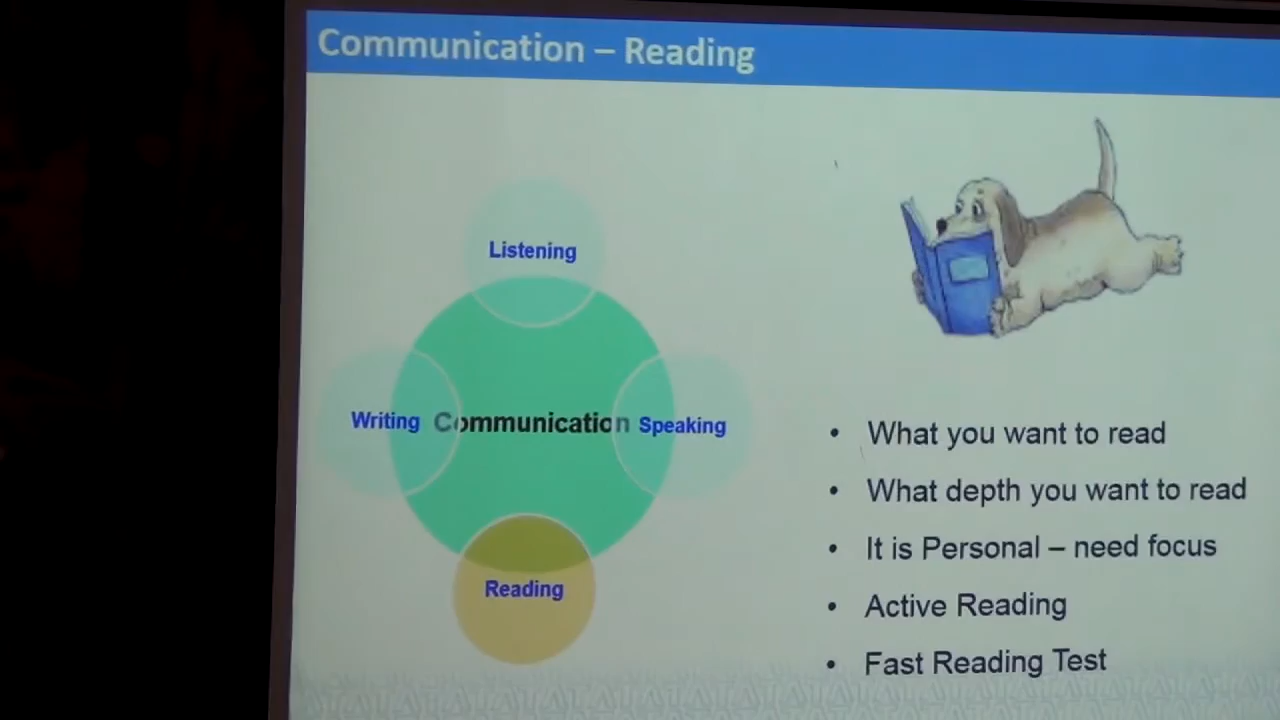 Communication – Reading
Listening
Writing
Communication
Speaking
Reading
• What you want to read
• What depth you want to read
• It is Personal – need focus
• Active Reading
• Fast Reading Test